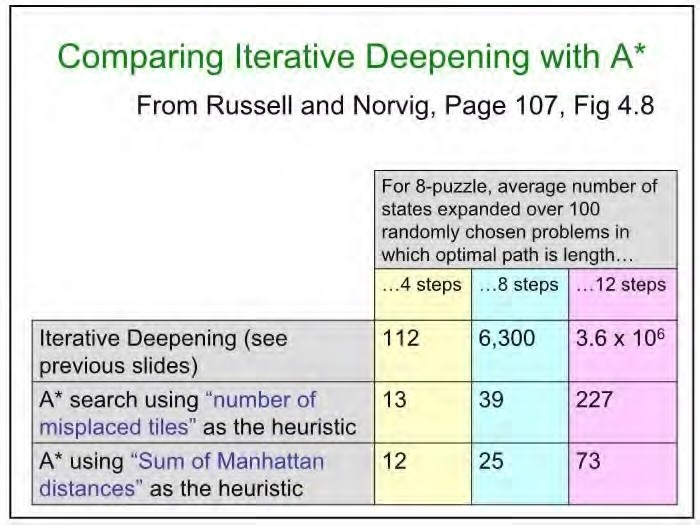 Comparing Iterative Deepening with A*
From Russell and Norvig, Page 107, Fig 4.8
For 8-puzzle, average number of
states expanded over 100
randomly chosen problems in
which optimal path is length…
…4 steps …8 steps …12 steps
Iterative Deepening (see
previous slides)
112 6,300 3.6 x 10⁶
A* search using “number of
misplaced tiles” as the heuristic
13 39 227
A* using “Sum of Manhattan
distances” as the heuristic
12 25 73